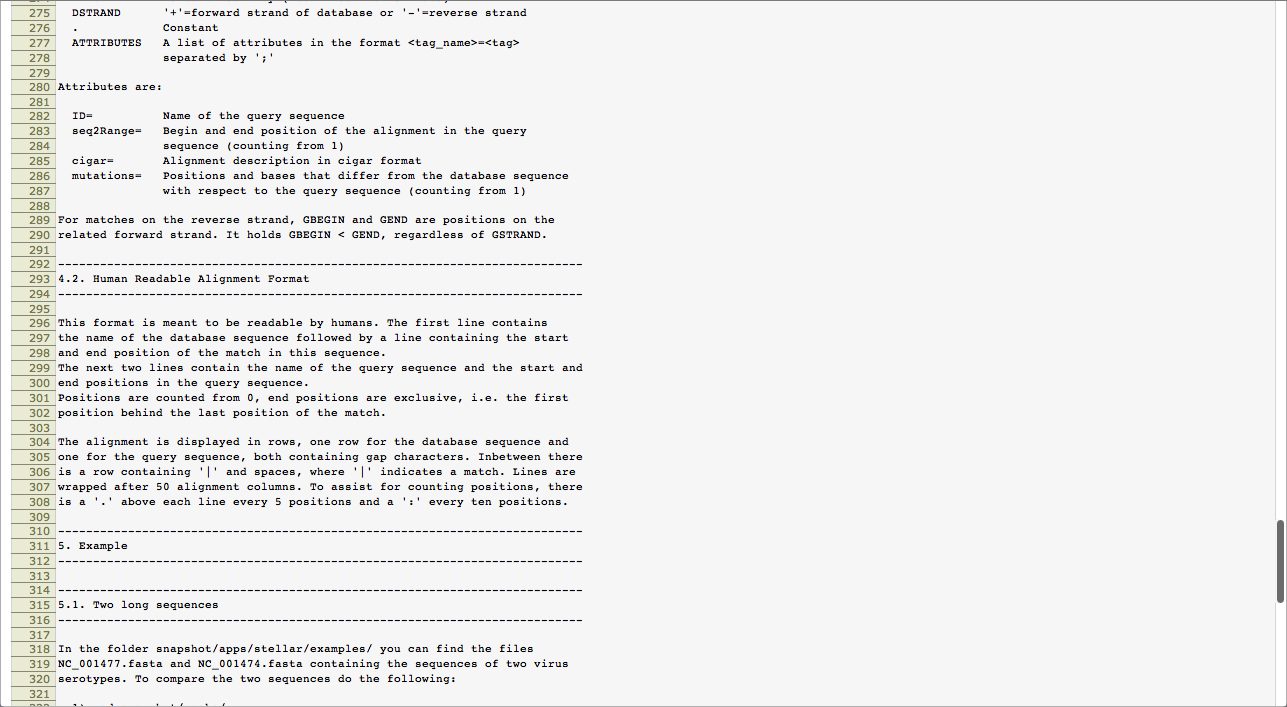 275 DSTRAND '+'=forward strand of database or '-'=reverse strand
276 . Constant
277 ATTRIBUTES A list of attributes in the format <tag_name>=<tag>
278 separated by ';'
279
280 Attributes are:
281
282 ID= Name of the query sequence
283 seq2Range= Begin and end position of the alignment in the query
284 sequence (counting from 1)
285 cigar= Alignment description in cigar format
286 mutations= Positions and bases that differ from the database sequence
287 with respect to the query sequence (counting from 1)
288
289 For matches on the reverse strand, GBEGIN and GEND are positions on the
290 related forward strand. It holds GBEGIN < GEND, regardless of GSTRAND.
291
292 ---------------------------------------------------------------------------
293 4.2. Human Readable Alignment Format
294 ---------------------------------------------------------------------------
295
296 This format is meant to be readable by humans. The first line contains
297 the name of the database sequence followed by a line containing the start
298 and end position of the match in this sequence.
299 The next two lines contain the name of the query sequence and the start and
300 end positions in the query sequence.
301 Positions are counted from 0, end positions are exclusive, i.e. the first
302 position behind the last position of the match.
303
304 The alignment is displayed in rows, one row for the database sequence and
305 one for the query sequence, both containing gap characters. Inbetween there
306 is a row containing '|' and spaces, where '|' indicates a match. Lines are
307 wrapped after 50 alignment columns. To assist for counting positions, there
308 is a '.' above each line every 5 positions and a ':' every ten positions.
309
310 ---------------------------------------------------------------------------
311 5. Example
312 ---------------------------------------------------------------------------
313
314 ---------------------------------------------------------------------------
315 5.1. Two long sequences
316 ---------------------------------------------------------------------------
317
318 In the folder snapshot/apps/stellar/examples/ you can find the files
319 NC_001477.fasta and NC_001474.fasta containing the sequences of two virus
320 serotypes. To compare the two sequences do the following:
321